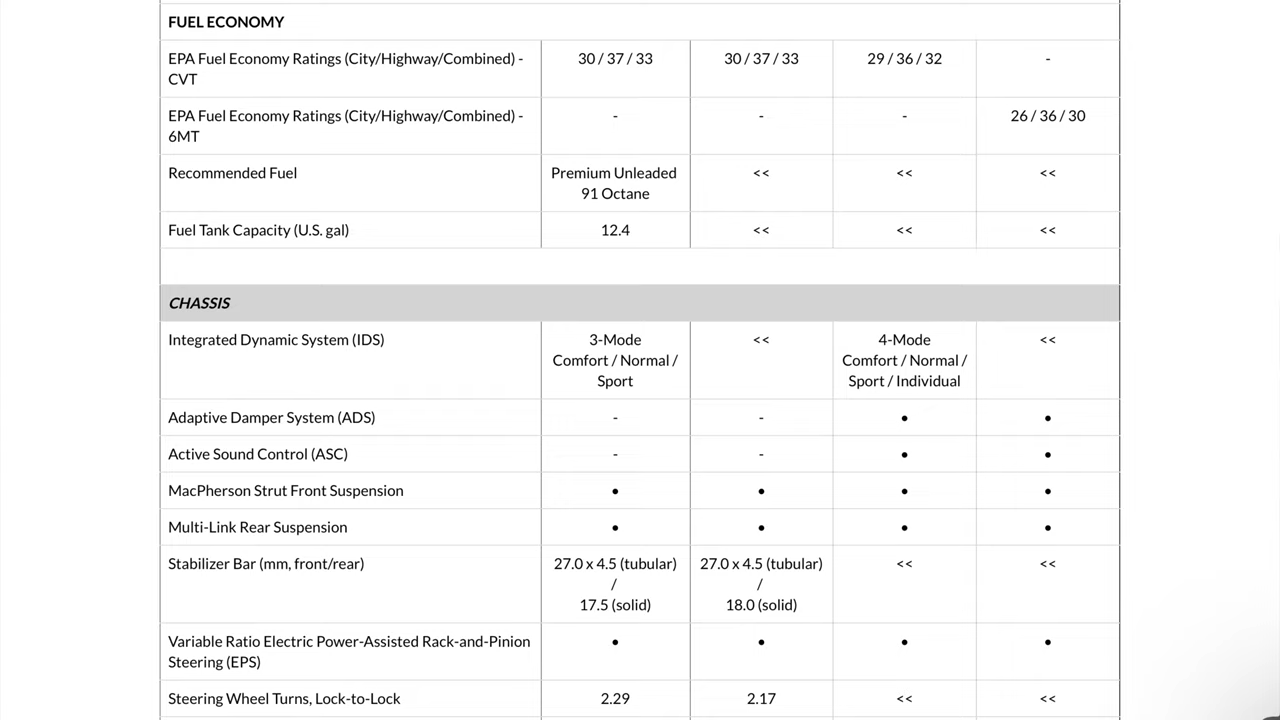 FUEL ECONOMY
EPA Fuel Economy Ratings (City/Highway/Combined) - 30 / 37 / 33 30 / 37 / 33 29 / 36 / 32 -
CVT
EPA Fuel Economy Ratings (City/Highway/Combined) - - - - 26 / 36 / 30
6MT
Recommended Fuel Premium Unleaded << << <<
91 Octane
Fuel Tank Capacity (U.S. gal) 12.4 << << <<
CHASSIS
Integrated Dynamic System (IDS) 3-Mode << 4-Mode <<
Comfort / Normal / Comfort / Normal /
Sport Sport / Individual
Adaptive Damper System (ADS) - - • •
Active Sound Control (ASC) - - • •
MacPherson Strut Front Suspension • • • •
Multi-Link Rear Suspension • • • •
Stabilizer Bar (mm, front/rear) 27.0 x 4.5 (tubular) 27.0 x 4.5 (tubular) << <<
/ /
17.5 (solid) 18.0 (solid)
Variable Ratio Electric Power-Assisted Rack-and-Pinion • • • •
Steering (EPS)
Steering Wheel Turns, Lock-to-Lock 2.29 2.17 << <<